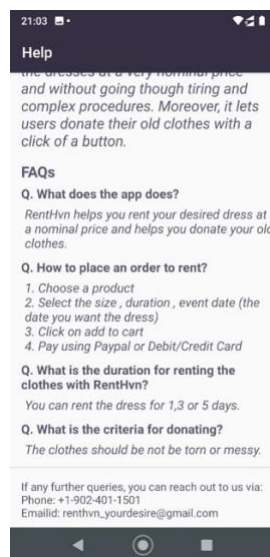 21:03
Help
the dresses at a very nominal price
and without going though tiring and
complex procedures. Moreover, it lets
users donate their old clothes with a
click of a button.
FAQs
Q. What does the app does?
RentHvn helps you rent your desired dress at
a nominal price and helps you donate your old
clothes.
Q. How to place an order to rent?
1. Choose a product
2. Select the size , duration , event date (the
date you want the dress)
3. Click on add to cart
4. Pay using Paypal or Debit/Credit Card
Q. What is the duration for renting the
clothes with RentHvn?
You can rent the dress for 1,3 or 5 days.
Q. What is the criteria for donating?
The clothes should be not be torn or messy.
If any further queries, you can reach out to us via:
Phone: +1-902-401-1501
Emailid: renthvn_yourdesire@gmail.com